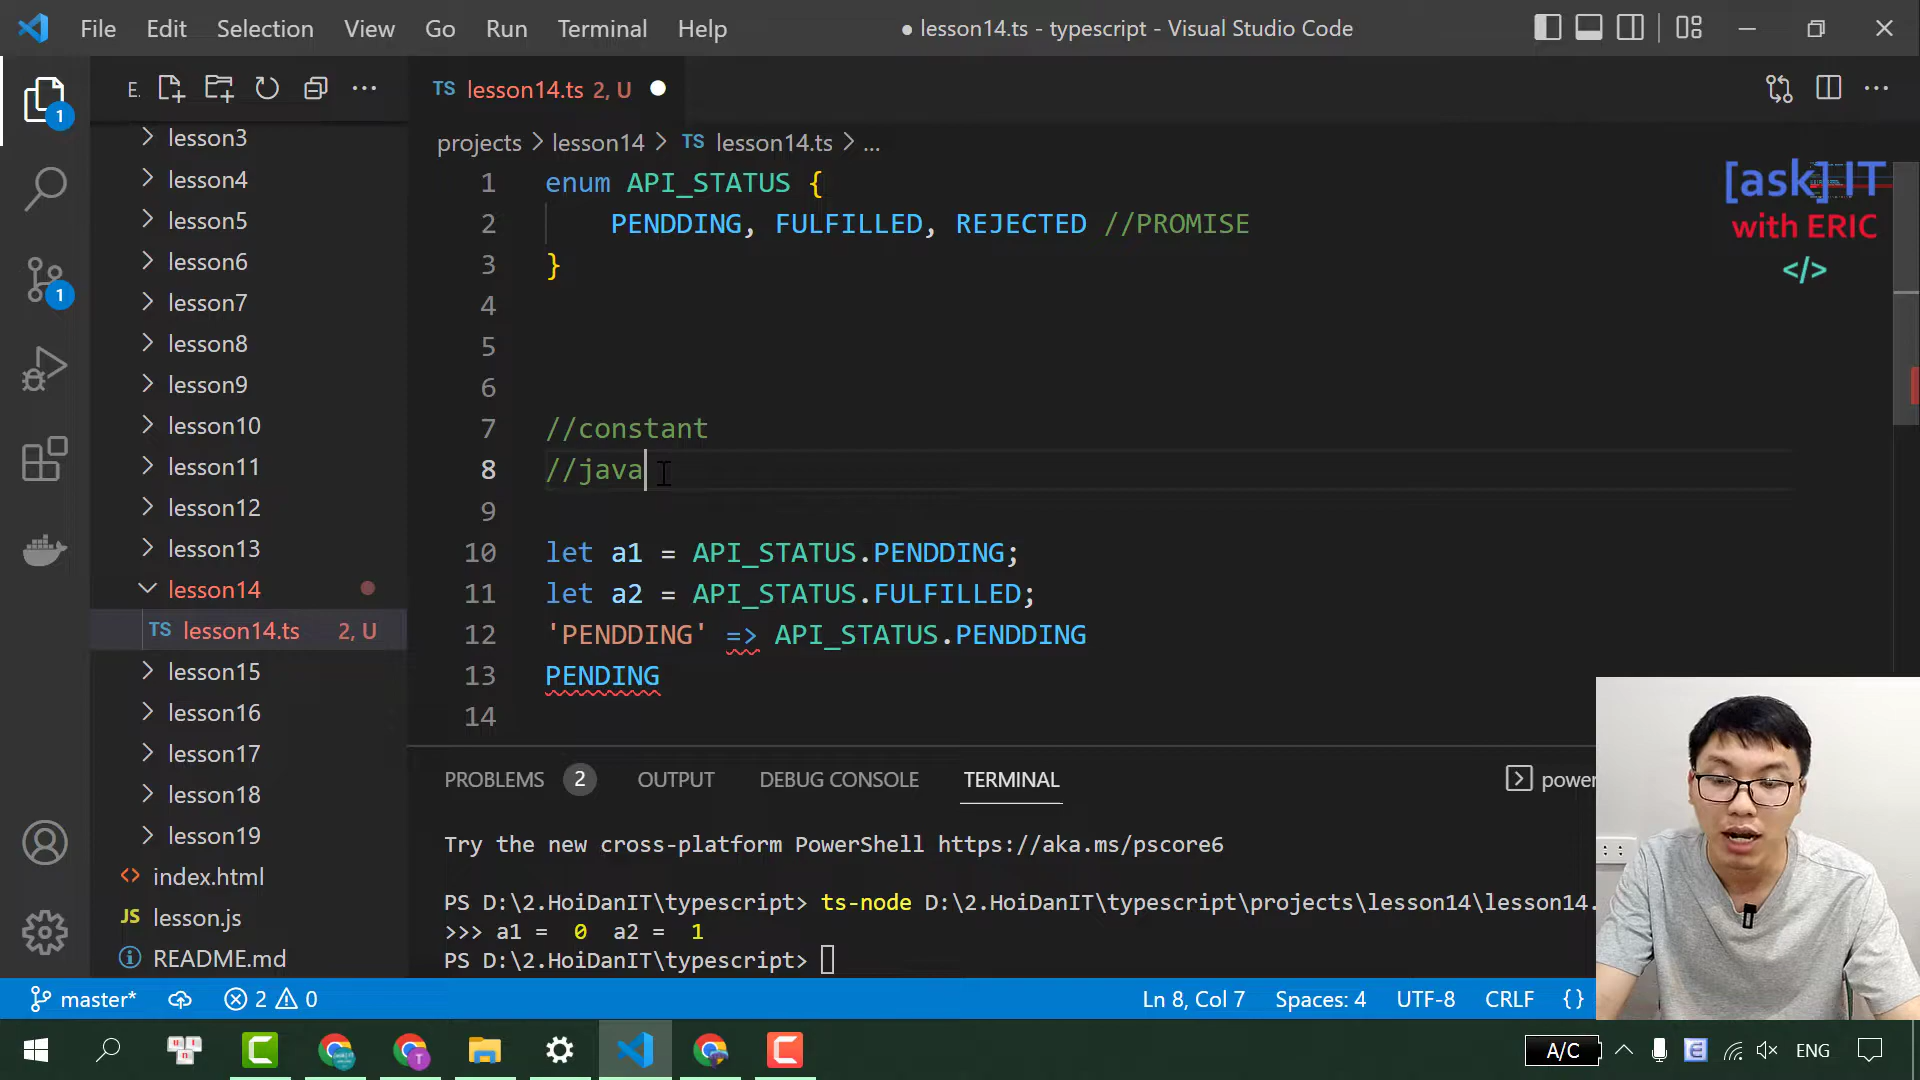 File Edit Selection View Go Run Terminal Help
● lesson14.ts - typescript - Visual Studio Code
E.
TS lesson14.ts 2, U
projects > lesson14 > TS lesson14.ts > ...
[ask] IT
with ERIC
</>
lesson3
lesson4
lesson5
lesson6
lesson7
lesson8
lesson9
lesson10
lesson11
lesson12
lesson13
lesson14
TS lesson14.ts 2, U
lesson15
lesson16
lesson17
lesson18
lesson19
<> index.html
JS lesson.js
README.md
1
1
1 enum API_STATUS {
2 PENDDING, FULFILLED, REJECTED //PROMISE
3 }
4
5
6
7 //constant
8 //java
9
10 let a1 = API_STATUS.PENDDING;
11 let a2 = API_STATUS.FULFILLED;
12 'PENDDING' => API_STATUS.PENDDING
13 PENDING
14
PROBLEMS 2 OUTPUT DEBUG CONSOLE TERMINAL
Try the new cross-platform PowerShell https://aka.ms/pscore6
PS D:\2.HoiDanIT\typescript> ts-node D:\2.HoiDanIT\typescript\projects\lesson14\lesson14.
>>> a1 = 0 a2 = 1
PS D:\2.HoiDanIT\typescript>
master* 2 0 Ln 8, Col 7 Spaces: 4 UTF-8 CRLF {}
A/C ENG